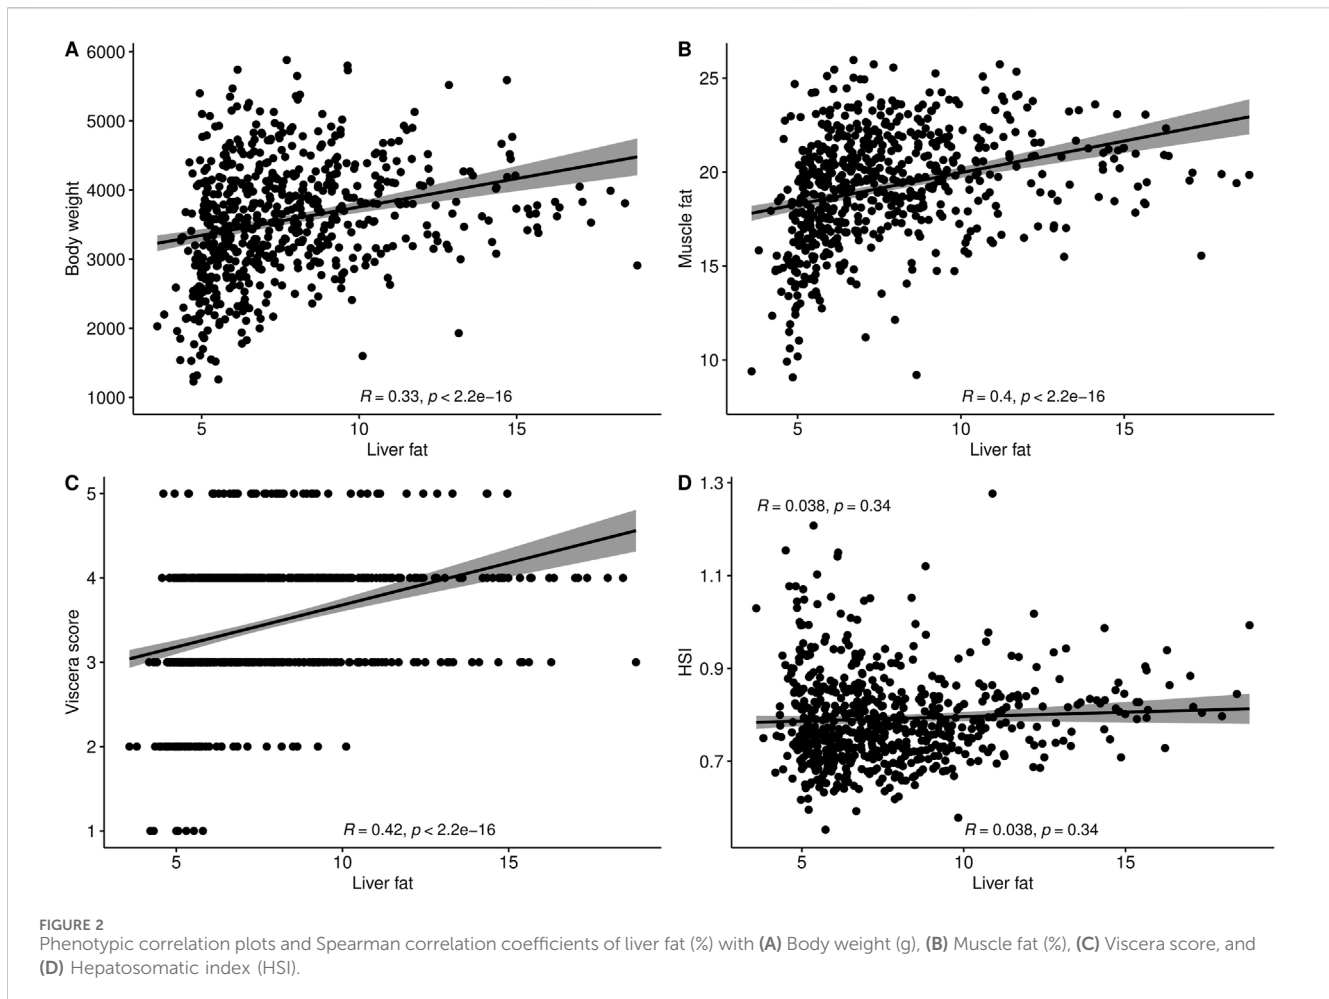 A
6000
5000
4000
3000
2000
1000
Body weight
R = 0.33, p < 2.2e−16
5 10 15
Liver fat
B
25
20
15
10
Muscle fat
R = 0.4, p < 2.2e−16
5 10 15
Liver fat
C
5
4
3
2
1
Viscera score
R = 0.42, p < 2.2e−16
5 10 15
Liver fat
D
1.3
1.1
0.9
0.7
HSI
R = 0.038, p = 0.34
R = 0.038, p = 0.34
5 10 15
Liver fat
FIGURE 2
Phenotypic correlation plots and Spearman correlation coefficients of liver fat (%) with (A) Body weight (g), (B) Muscle fat (%), (C) Viscera score, and
(D) Hepatosomatic index (HSI).